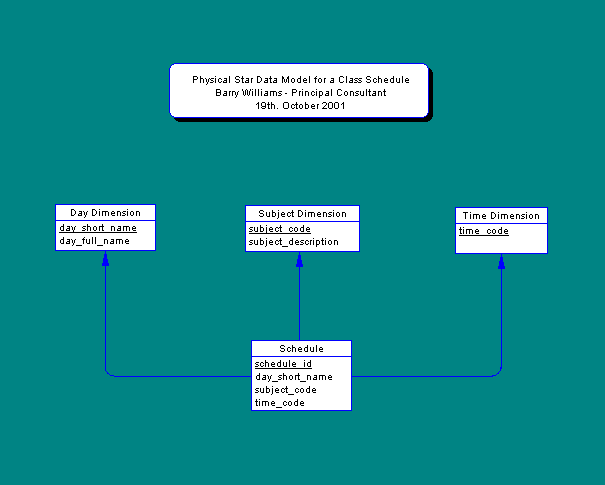 Physical Star Data Model for a Class Schedule
Barry Williams - Principal Consultant
19th. October 2001
Day Dimension
day_short_name
day_full_name
Subject Dimension
subject_code
subject_description
Time Dimension
time_code
Schedule
schedule_id
day_short_name
subject_code
time_code